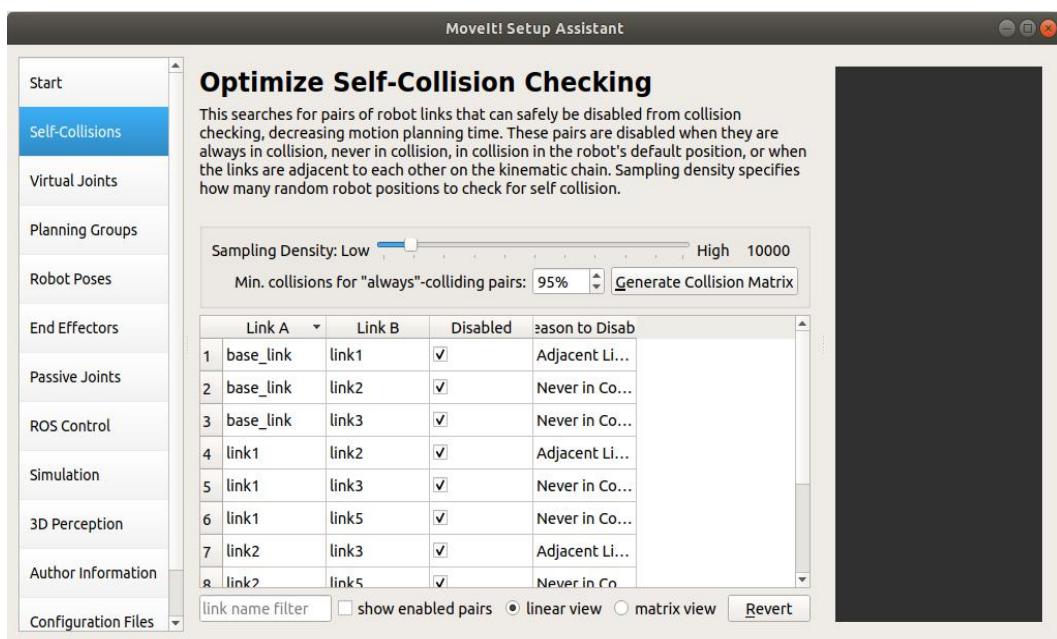 MoveIt! Setup Assistant
Start
Self-Collisions
Virtual Joints
Planning Groups
Robot Poses
End Effectors
Passive Joints
ROS Control
Simulation
3D Perception
Author Information
Configuration Files
Optimize Self-Collision Checking
This searches for pairs of robot links that can safely be disabled from collision
checking, decreasing motion planning time. These pairs are disabled when they are
always in collision, never in collision, in collision in the robot's default position, or when
the links are adjacent to each other on the kinematic chain. Sampling density specifies
how many random robot positions to check for self collision.
Sampling Density: Low High 10000
Min. collisions for "always"-colliding pairs: 95% Generate Collision Matrix
Link A Link B Disabled eason to Disab
1 base_link link1 Adjacent Li...
2 base_link link2 Never in Co...
3 base_link link3 Never in Co...
4 link1 link2 Adjacent Li...
5 link1 link3 Never in Co...
6 link1 link5 Never in Co...
7 link2 link3 Adjacent Li...
8 link2 link5 Never in Co
link name filter show enabled pairs linear view matrix view Revert